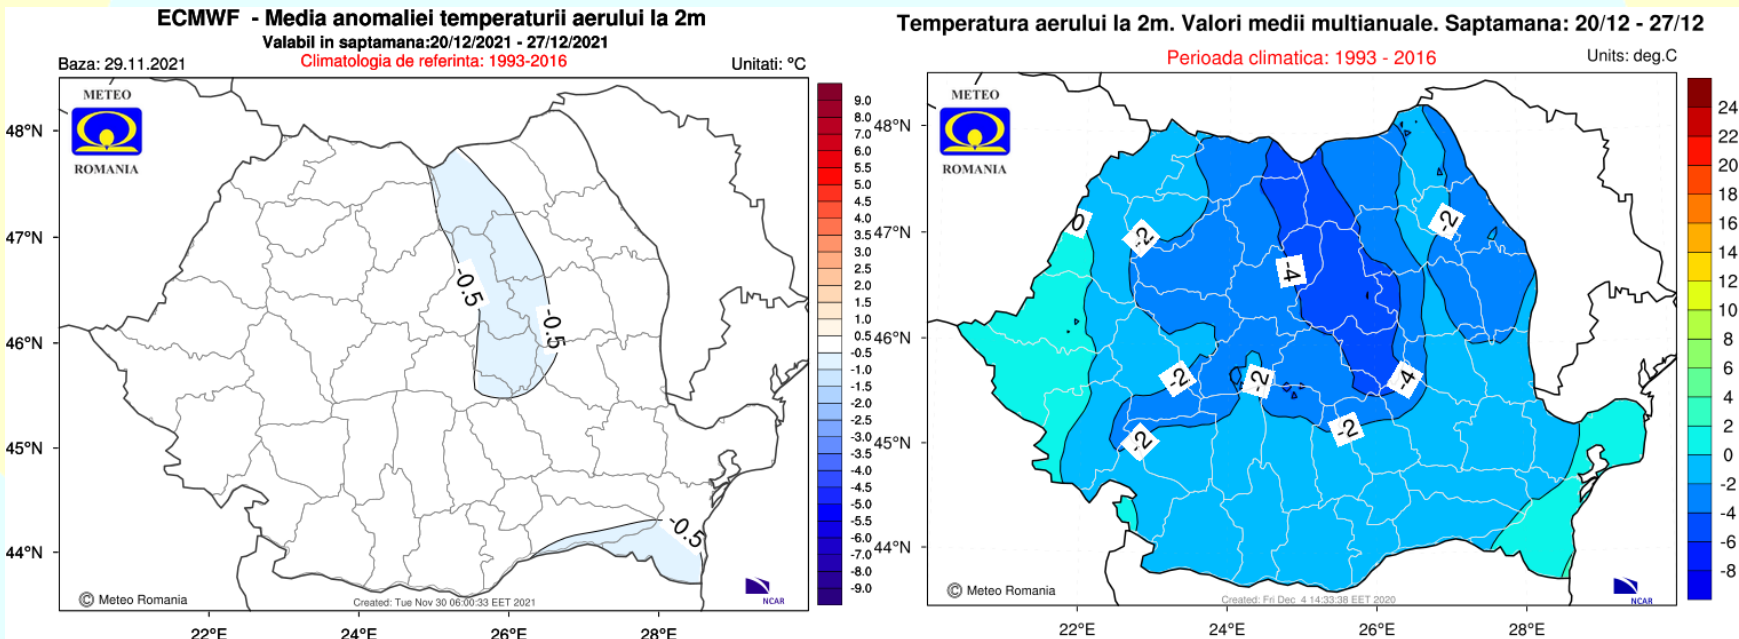 ECMWF - Media anomaliei temperaturii aerului la 2m
Valabil in saptamana:20/12/2021 - 27/12/2021
Climatologia de referinta: 1993-2016
Baza: 29.11.2021
Unitati: ºC
METEO
ROMANIA
48°N
47°N
46°N
45°N
44°N
-0.5
-0.5
-0.5
© Meteo Romania
Created: Tue Nov 30 06:00:33 EET 2021
NCAR
22°E
24°E
26°E
28°E
9.0
8.0
7.0
6.0
5.5
5.0
4.5
4.0
3.5
3.0
2.5
2.0
1.5
1.0
0.5
-0.5
-1.0
-1.5
-2.0
-2.5
-3.0
-3.5
-4.0
-4.5
-5.0
-5.5
-6.0
-7.0
-8.0
-9.0
Temperatura aerului la 2m. Valori medii multianuale. Saptamana: 20/12 - 27/12
Perioada climatica: 1993 - 2016
Units: deg.C
METEO
ROMANIA
48°N
47°N
46°N
45°N
44°N
0
-2
-2
-4
-2
-2
-4
-2
-2
© Meteo Romania
Created: Fri Dec 4 14:33:38 EET 2020
NCAR
22°E
24°E
26°E
28°E
24
22
20
18
16
14
12
10
8
6
4
2
0
-2
-4
-6
-8